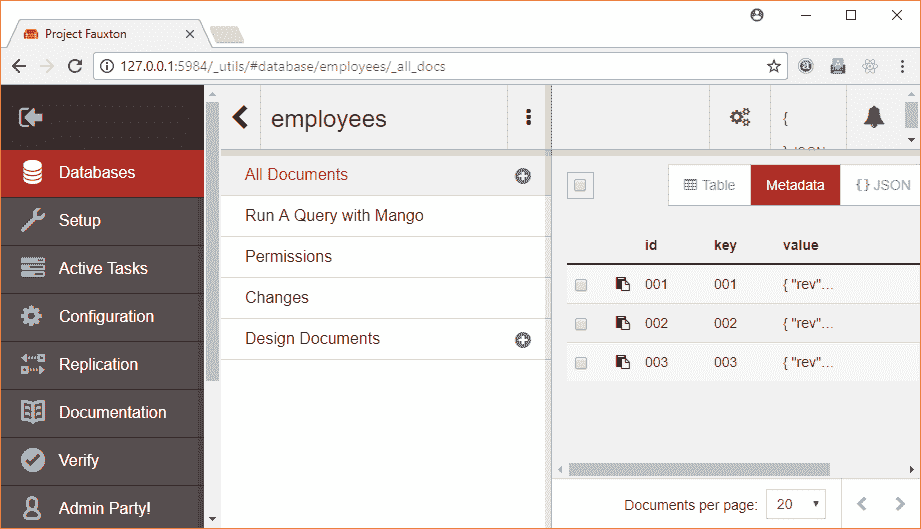 Project Fauxton
127.0.0.1:5984/_utils/#database/employees/_all_docs
employees
{
Databases
Setup
Active Tasks
Configuration
Replication
Documentation
Verify
Admin Party!
All Documents
Run A Query with Mango
Permissions
Changes
Design Documents
Table Metadata {} JSON
id key value
001 001 { "rev"...
002 002 { "rev"...
003 003 { "rev"...
Documents per page: 20